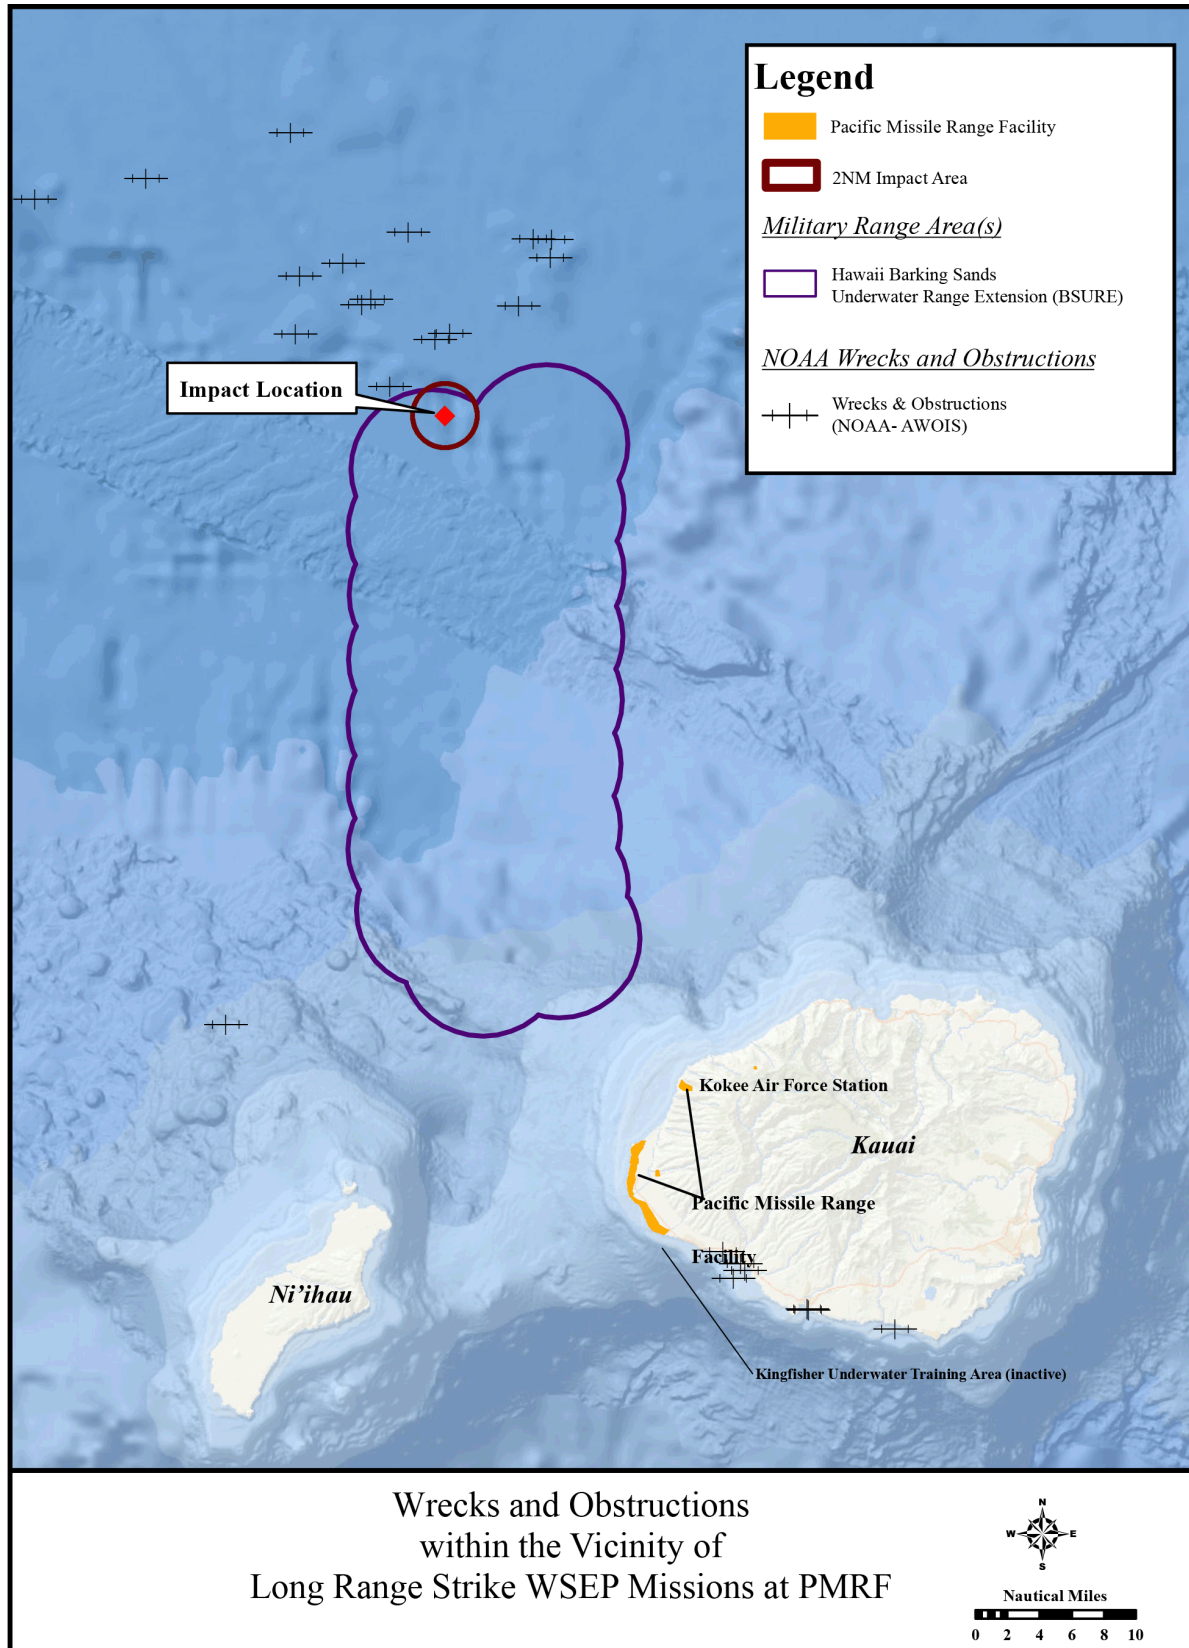 Legend
Pacific Missile Range Facility
2NM Impact Area
Military Range Area(s)
Hawaii Barking Sands
Underwater Range Extension (BSURE)
NOAA Wrecks and Obstructions
Wrecks & Obstructions
(NOAA- AWOIS)
Impact Location
Kokee Air Force Station
Kauai
Pacific Missile Range
Facility
Ni'ihau
Kingfisher Underwater Training Area (inactive)
Wrecks and Obstructions
within the Vicinity of
Long Range Strike WSEP Missions at PMRF
N
W E
S
Nautical Miles
0 2 4 6 8 10